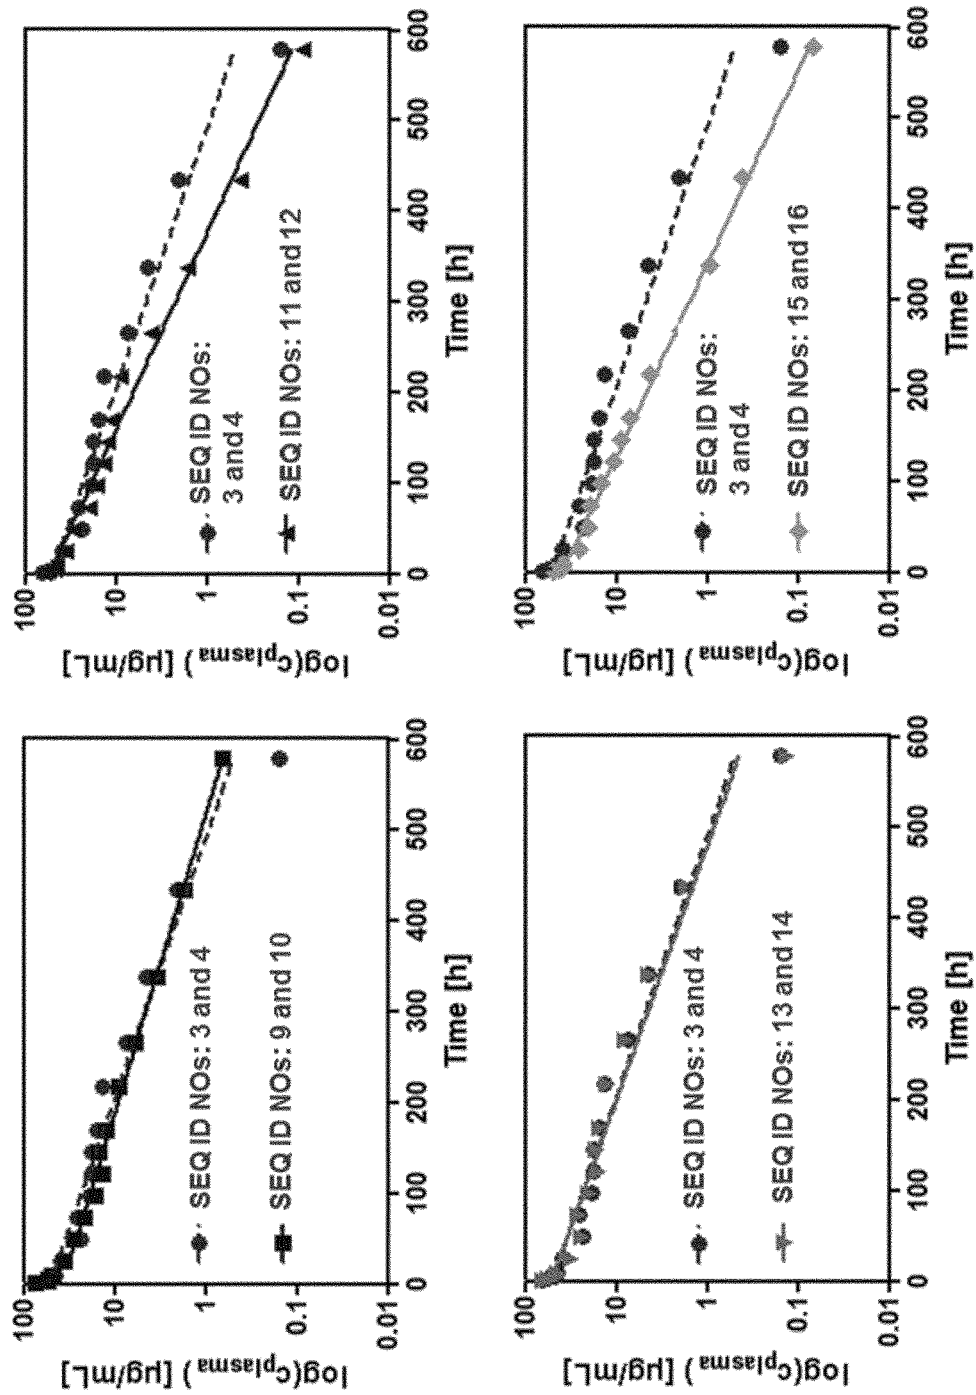 log(cplasma) [µg/mL]
100
10
1
0.1
0.01
SEQ ID NOs: 3 and 4
SEQ ID NOs: 9 and 10
0 100 200 300 400 500 600
Time [h]
log(cplasma) [µg/mL]
100
10
1
0.1
0.01
SEQ ID NOs:
3 and 4
SEQ ID NOs: 11 and 12
0 100 200 300 400 500 600
Time [h]
log(cplasma) [µg/mL]
100
10
1
0.1
0.01
SEQ ID NOs: 3 and 4
SEQ ID NOs: 13 and 14
0 100 200 300 400 500 600
Time [h]
log(cplasma) [µg/mL]
100
10
1
0.1
0.01
SEQ ID NOs:
3 and 4
SEQ ID NOs: 15 and 16
0 100 200 300 400 500 600
Time [h]